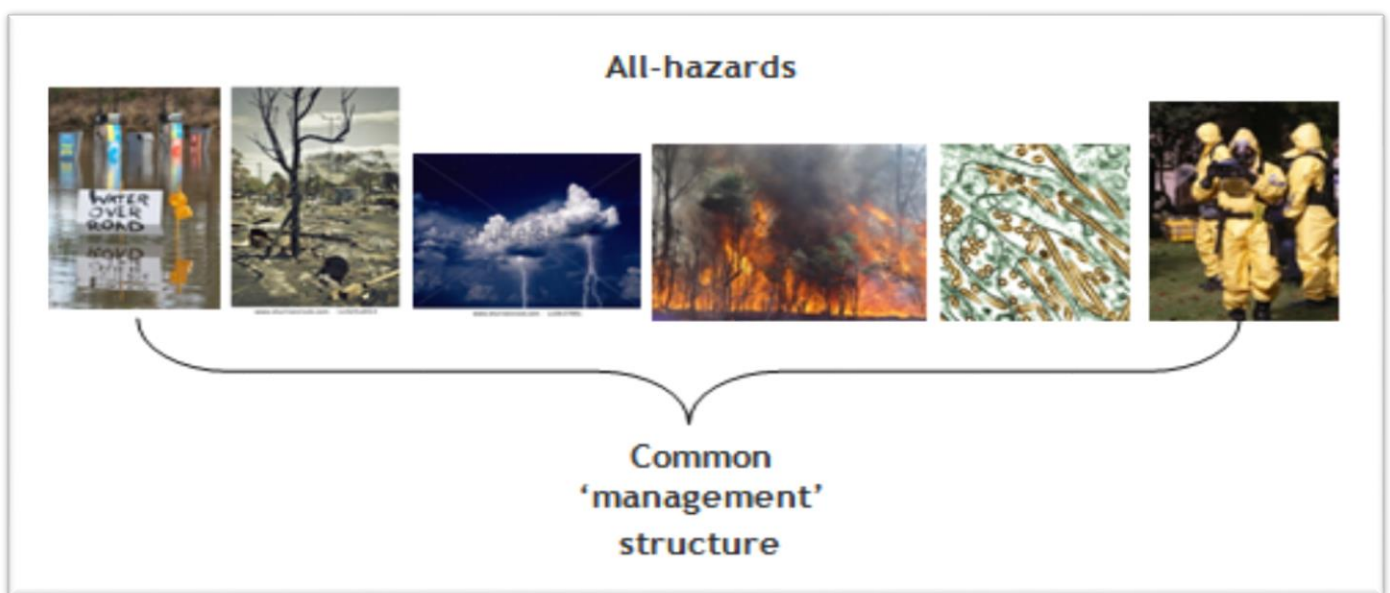 All-hazards
WATER
OVER
ROAD
Common
‘management’
structure